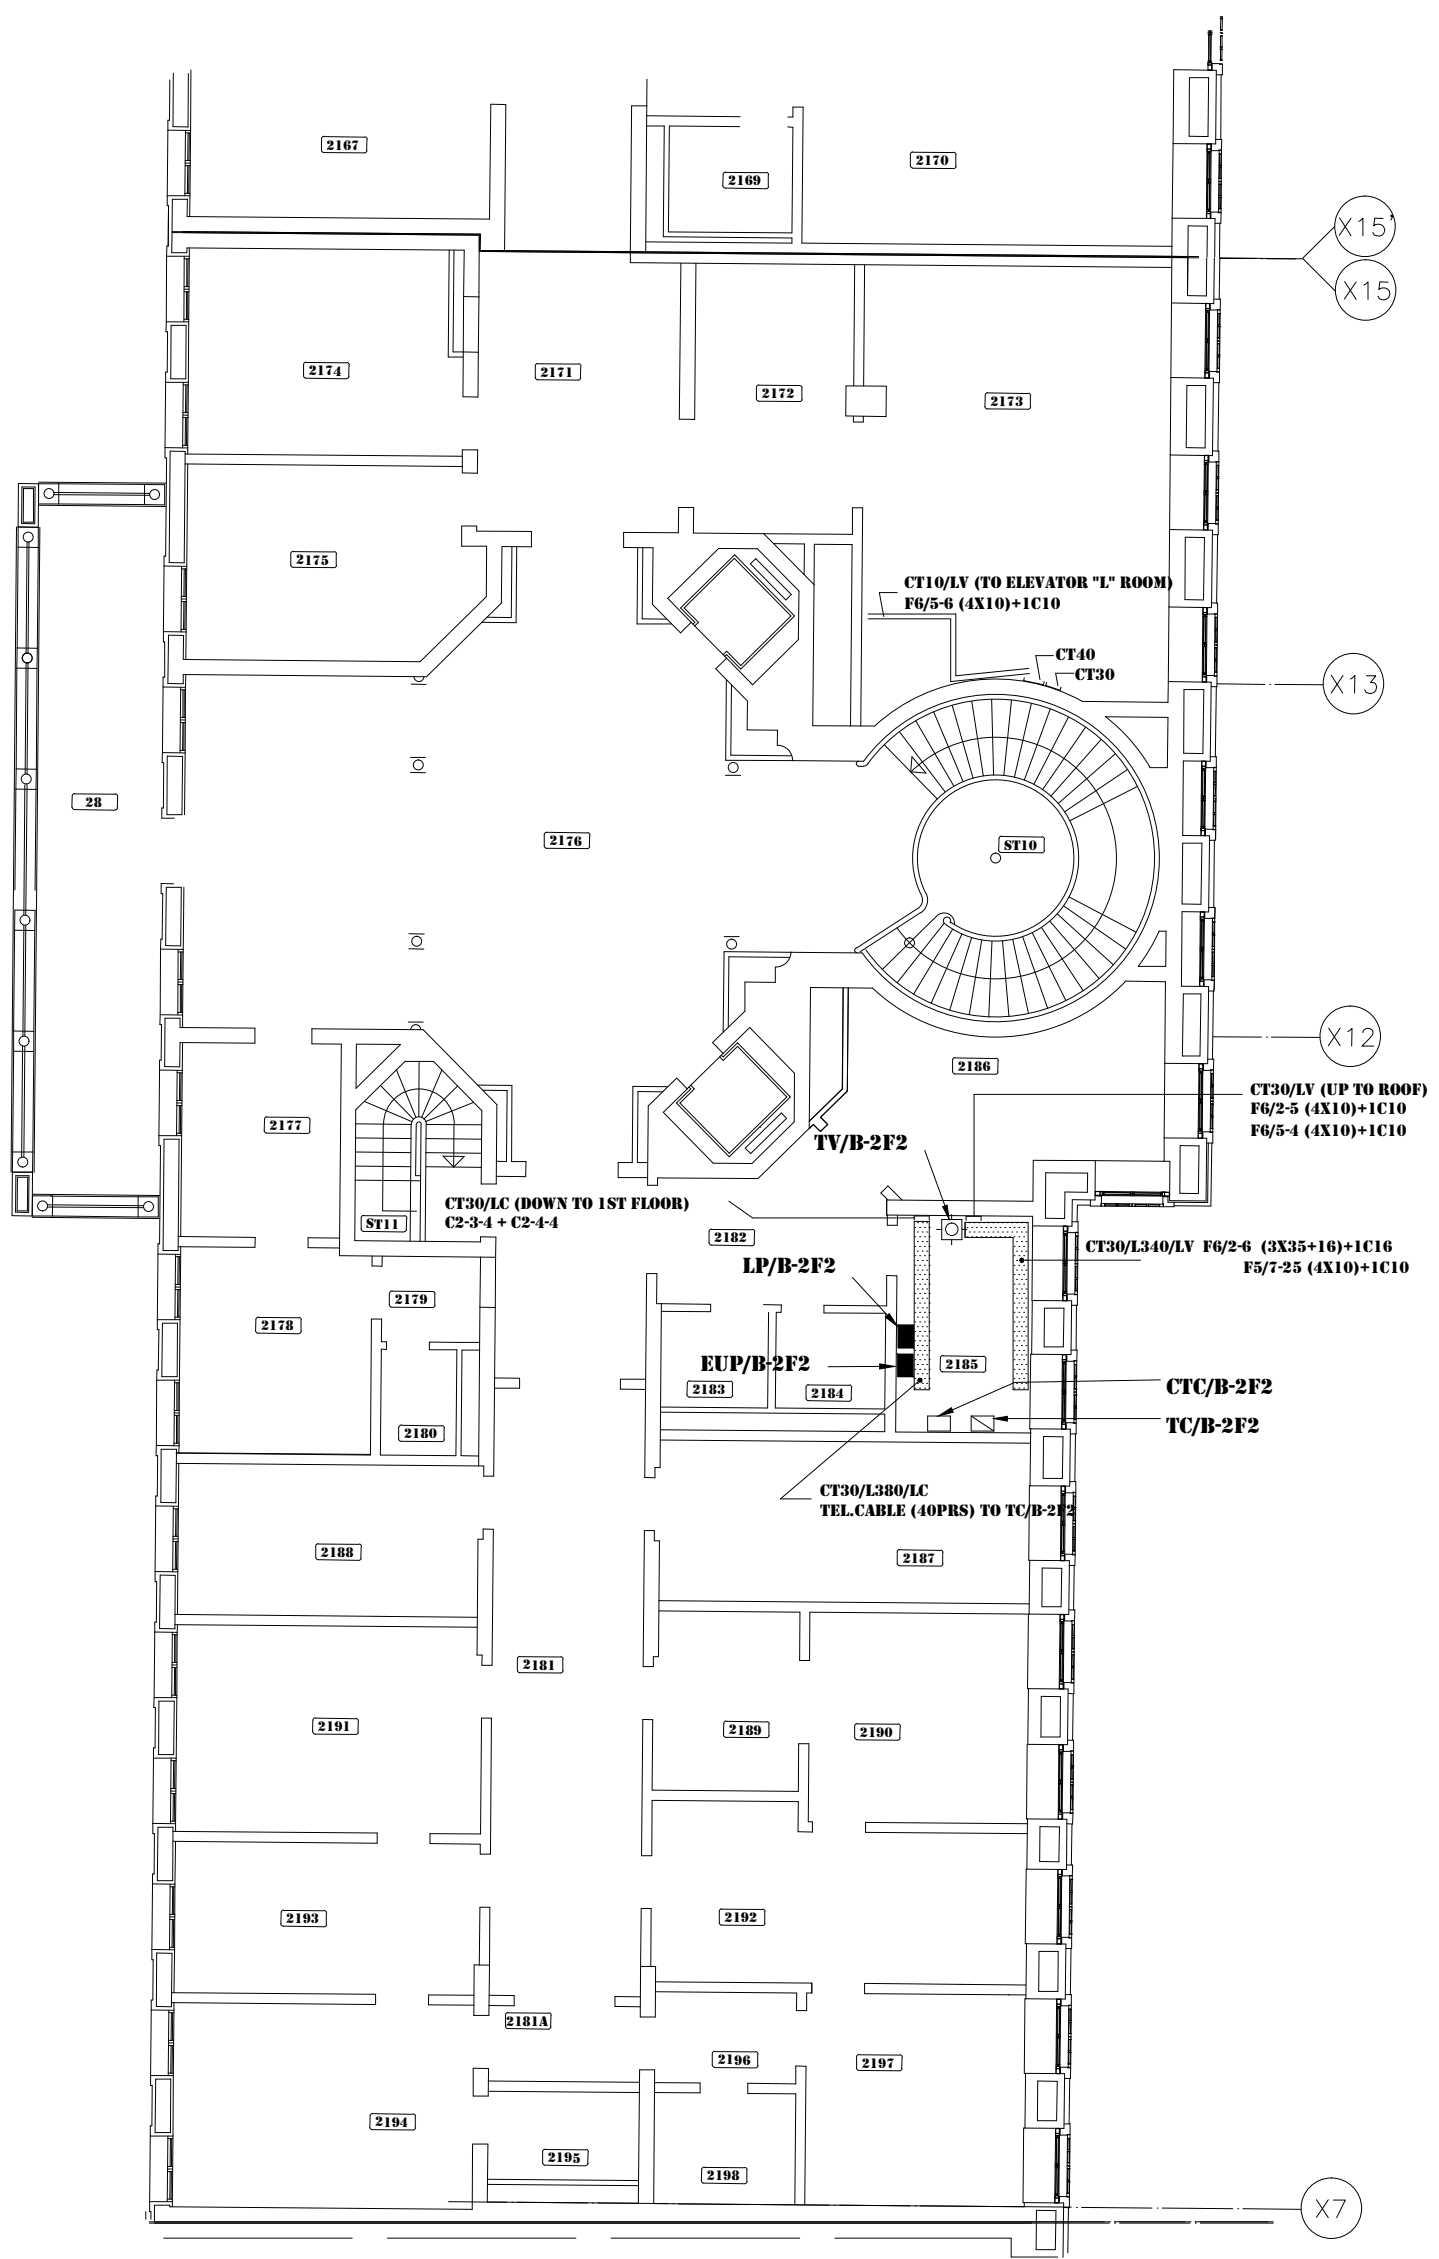 2167
2169
2170
X15'
X15
2174
2171
2172
2173
2175
CT10/LV (TO ELEVATOR "L" ROOM)
F6/5-6 (4X10)+1C10
CT40
CT30
X13
28
2176
ST10
X12
2186
CT30/LV (UP TO ROOF)
F6/2-5 (4X10)+1C10
F6/5-4 (4X10)+1C10
2177
TV/B-2F2
CT30/LC (DOWN TO 1ST FLOOR)
C2-3-4 + C2-4-4
ST11
2182
CT30/L340/LV F6/2-6 (3X35+16)+1C16
F5/7-25 (4X10)+1C10
LP/B-2F2
2179
2178
EUP/B-2F2
2185
2183
2184
CTC/B-2F2
TC/B-2F2
2180
CT30/L380/LC
TEL.CABLE (40PRS) TO TC/B-2F2
2188
2187
2181
2191
2189
2190
2193
2192
2181A
2196
2197
2194
2195
2198
X7